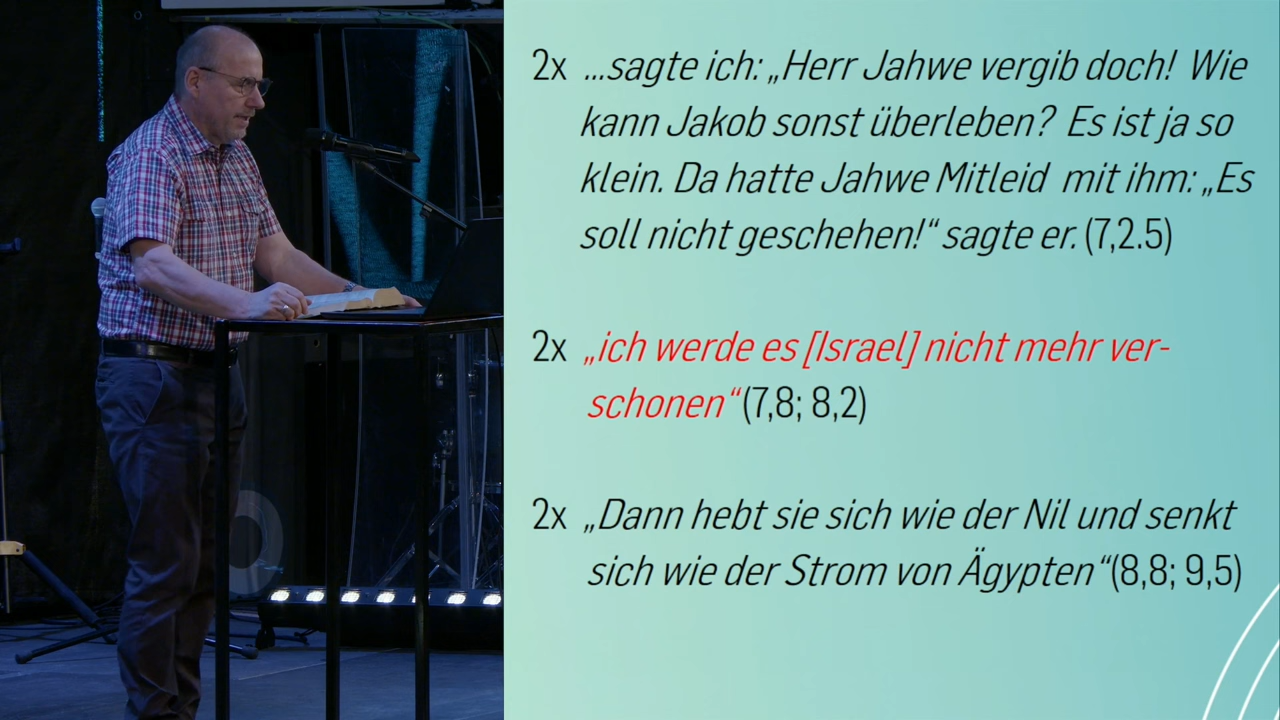 2x …sagte ich: „Herr Jahwe vergib doch! Wie
kann Jakob sonst überleben? Es ist ja so
klein. Da hatte Jahwe Mitleid mit ihm: „Es
soll nicht geschehen!“ sagte er. (7,2.5)
2x „ich werde es [Israel] nicht mehr ver-
schonen“(7,8; 8,2)
2x „Dann hebt sie sich wie der Nil und senkt
sich wie der Strom von Ägypten“(8,8; 9,5)